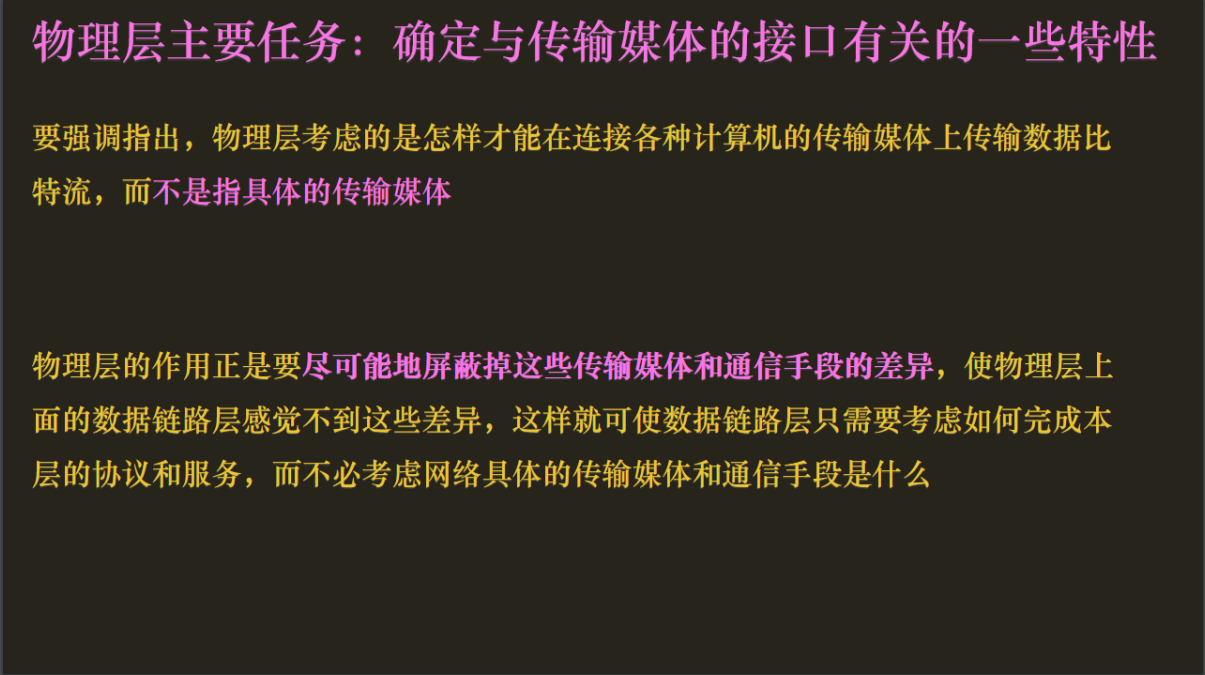 物理层主要任务：确定与传输媒体的接口有关的一些特性
要强调指出，物理层考虑的是怎样才能在连接各种计算机的传输媒体上传输数据比
特流，而不是指具体的传输媒体
物理层的作用正是要尽可能地屏蔽掉这些传输媒体和通信手段的差异，使物理层上
面的数据链路层感觉不到这些差异，这样就可使数据链路层只需要考虑如何完成本
层的协议和服务，而不必考虑网络具体的传输媒体和通信手段是什么